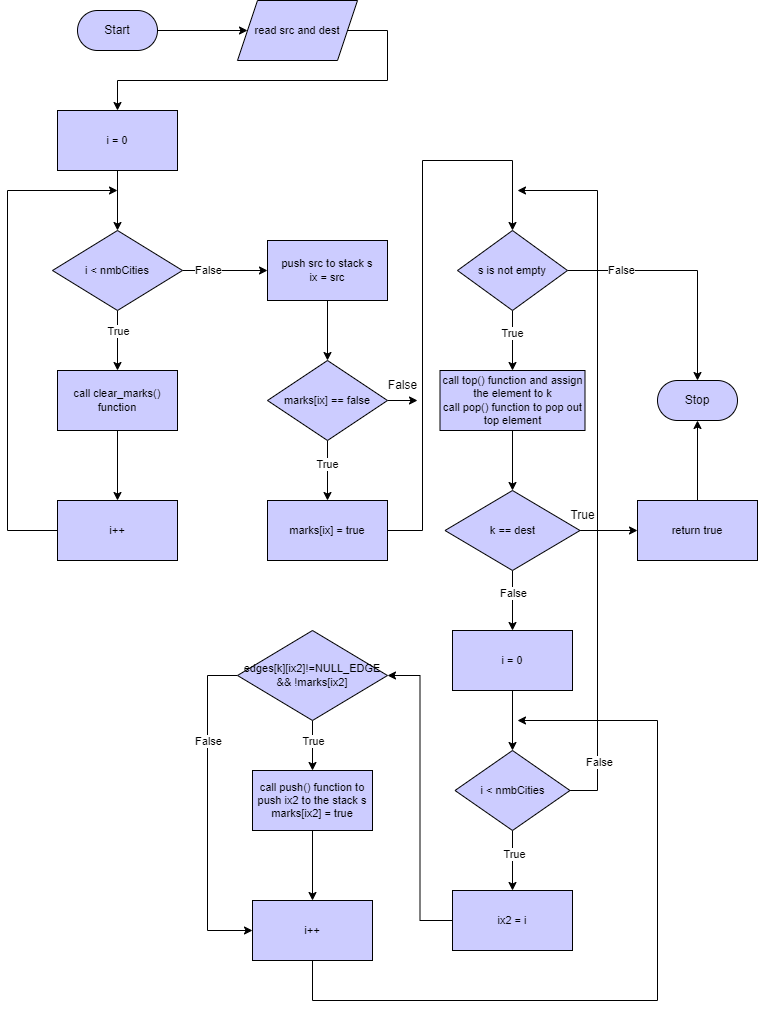 Start
read src and dest
i = 0
i < nmbCities
False
True
call clear_marks()
function
i++
push src to stack s
ix = src
marks[ix] == false
False
True
marks[ix] = true
s is not empty
False
True
call top() function and assign
the element to k
call pop() function to pop out
top element
Stop
k == dest
True
return true
False
i = 0
i < nmbCities
False
True
ix2 = i
edges[k][ix2]!=NULL_EDGE
&& !marks[ix2]
False
True
call push() function to
push ix2 to the stack s
marks[ix2] = true
i++